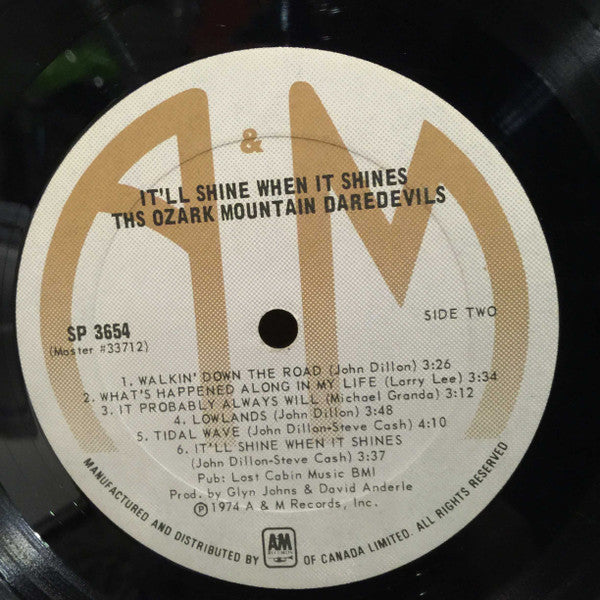 A & M
IT'LL SHINE WHEN IT SHINES
THS OZARK MOUNTAIN DAREDEVILS
SP 3654
(Master #33712)
SIDE TWO
1. WALKIN' DOWN THE ROAD (John Dillon) 3:26
2. WHAT'S HAPPENED ALONG IN MY LIFE (Larry Lee) 3:34
3. IT PROBABLY ALWAYS WILL (Michael Granda) 3:12
4. LOWLANDS (John Dillon) 3:48
5. TIDAL WAVE (John Dillon-Steve Cash) 4:10
6. IT'LL SHINE WHEN IT SHINES
(John Dillon-Steve Cash) 3:37
Pub: Lost Cabin Music BMI
Prod. by Glyn Johns & David Anderle
Ⓟ 1974 A & M Records, Inc.
MANUFACTURED AND DISTRIBUTED BY AM RECORDS OF CANADA LIMITED. ALL RIGHTS RESERVED